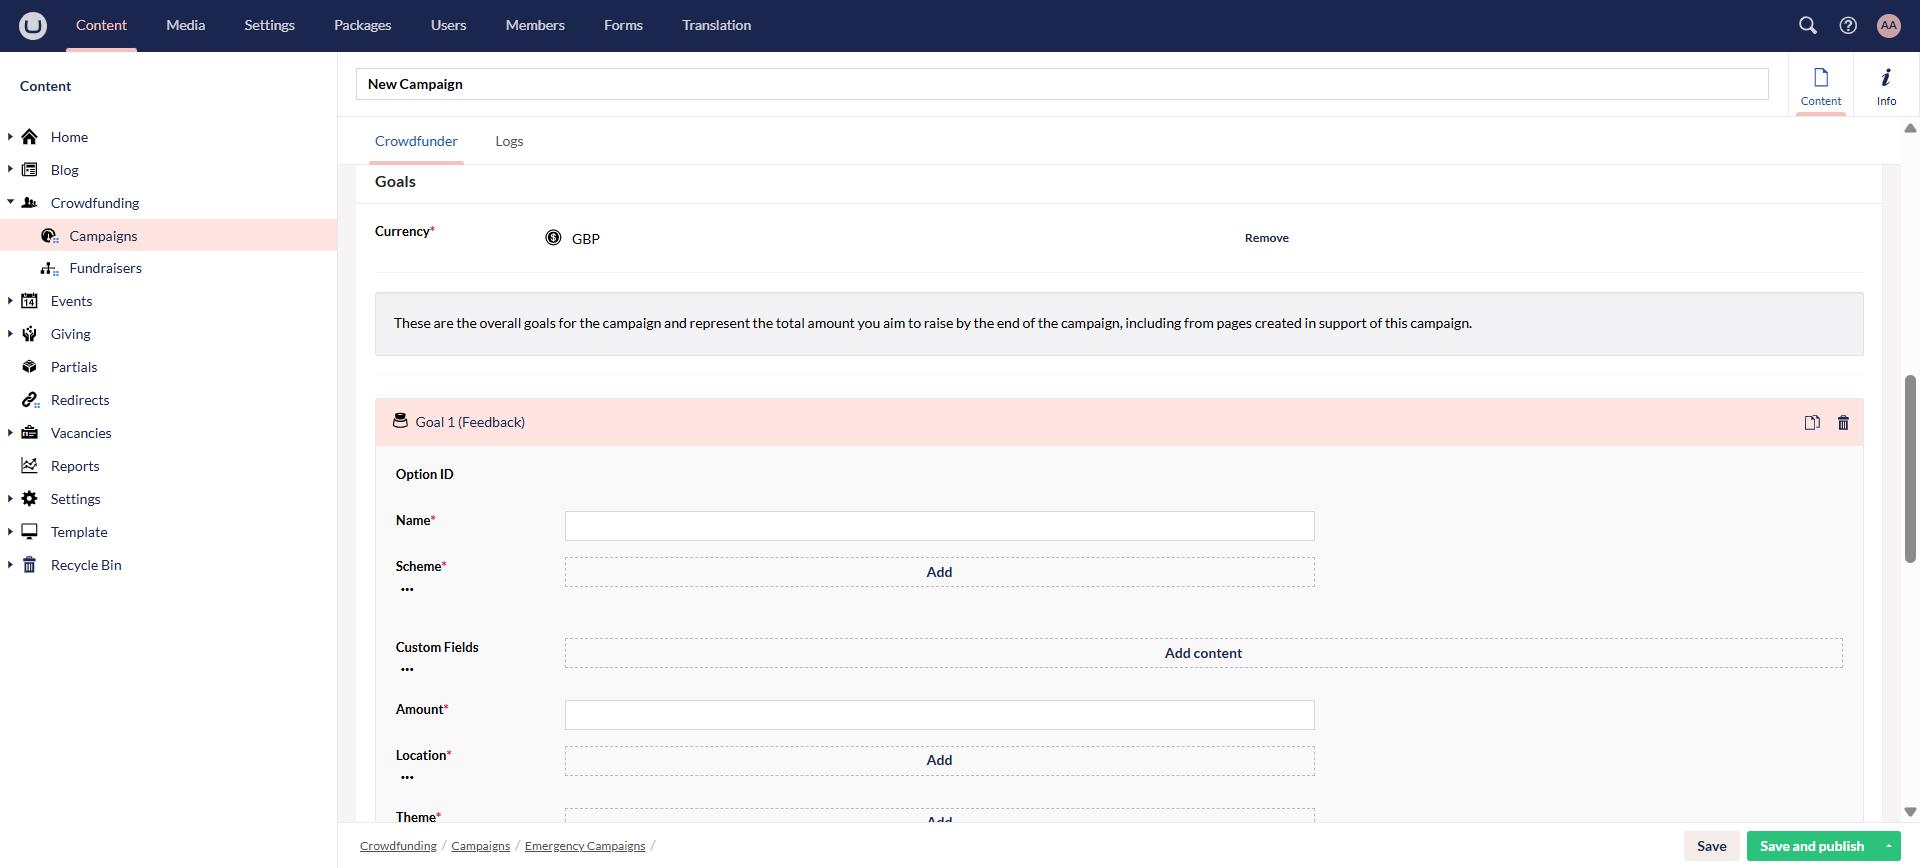 Content Media Settings Packages Users Members Forms Translation AA
Content
New Campaign
Content Info
Crowdfunder Logs
Home
Blog
Crowdfunding
Campaigns
Fundraisers
Events
Giving
Partials
Redirects
Vacancies
Reports
Settings
Template
Recycle Bin
Goals
Currency* GBP Remove
These are the overall goals for the campaign and represent the total amount you aim to raise by the end of the campaign, including from pages created in support of this campaign.
Goal 1 (Feedback)
Option ID
Name*
Scheme* Add
Custom Fields Add content
Amount*
Location* Add
Theme* Add
Crowdfunding / Campaigns / Emergency Campaigns /
Save Save and publish